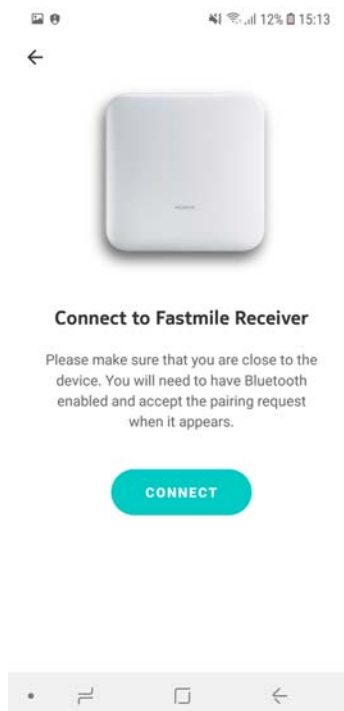 12% 15:13
Connect to Fastmile Receiver
Please make sure that you are close to the
device. You will need to have Bluetooth
enabled and accept the pairing request
when it appears.
CONNECT